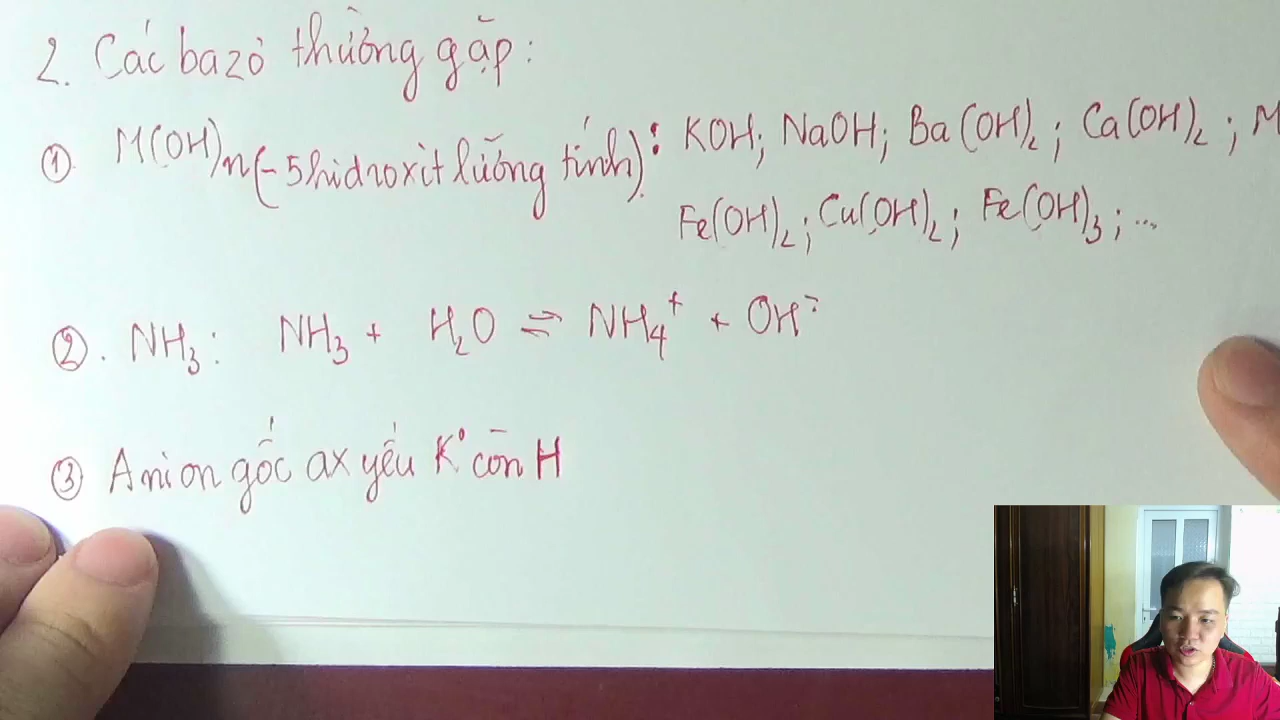 2. Các bazơ thường gặp:
① M(OH)n (- 5 hidroxit lưỡng tính): KOH; NaOH; Ba(OH)₂; Ca(OH)₂; M
Fe(OH)₂; Cu(OH)₂; Fe(OH)₃; ...
②. NH₃: NH₃ + H₂O ⇌ NH₄⁺ + OH⁻
③ Anion gốc ax yếu K° còn H